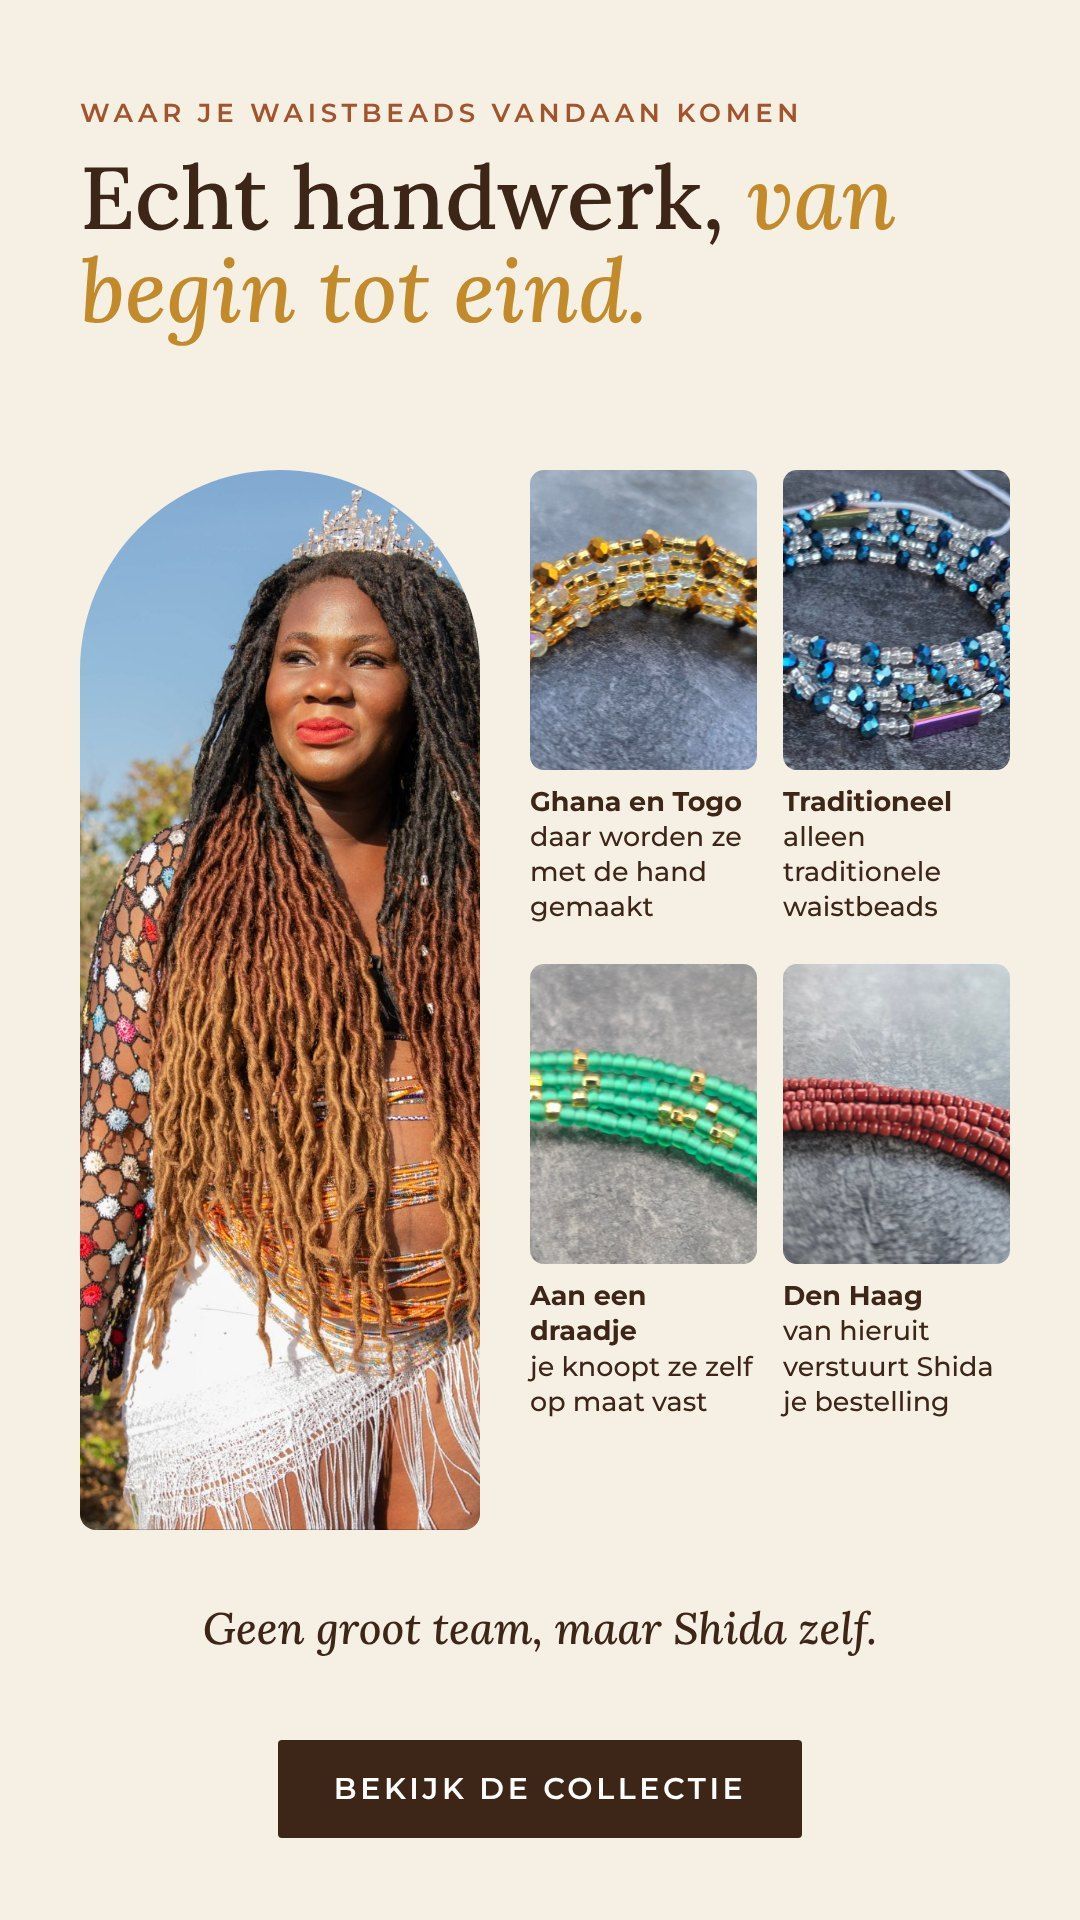 WAAR JE WAISTBEADS VANDAAN KOMEN
Echt handwerk, van
begin tot eind.
Ghana en Togo
daar worden ze
met de hand
gemaakt
Traditioneel
alleen
traditionele
waistbeads
Aan een
draadje
je knoopt ze zelf
op maat vast
Den Haag
van hieruit
verstuurt Shida
je bestelling
Geen groot team, maar Shida zelf.
BEKIJK DE COLLECTIE